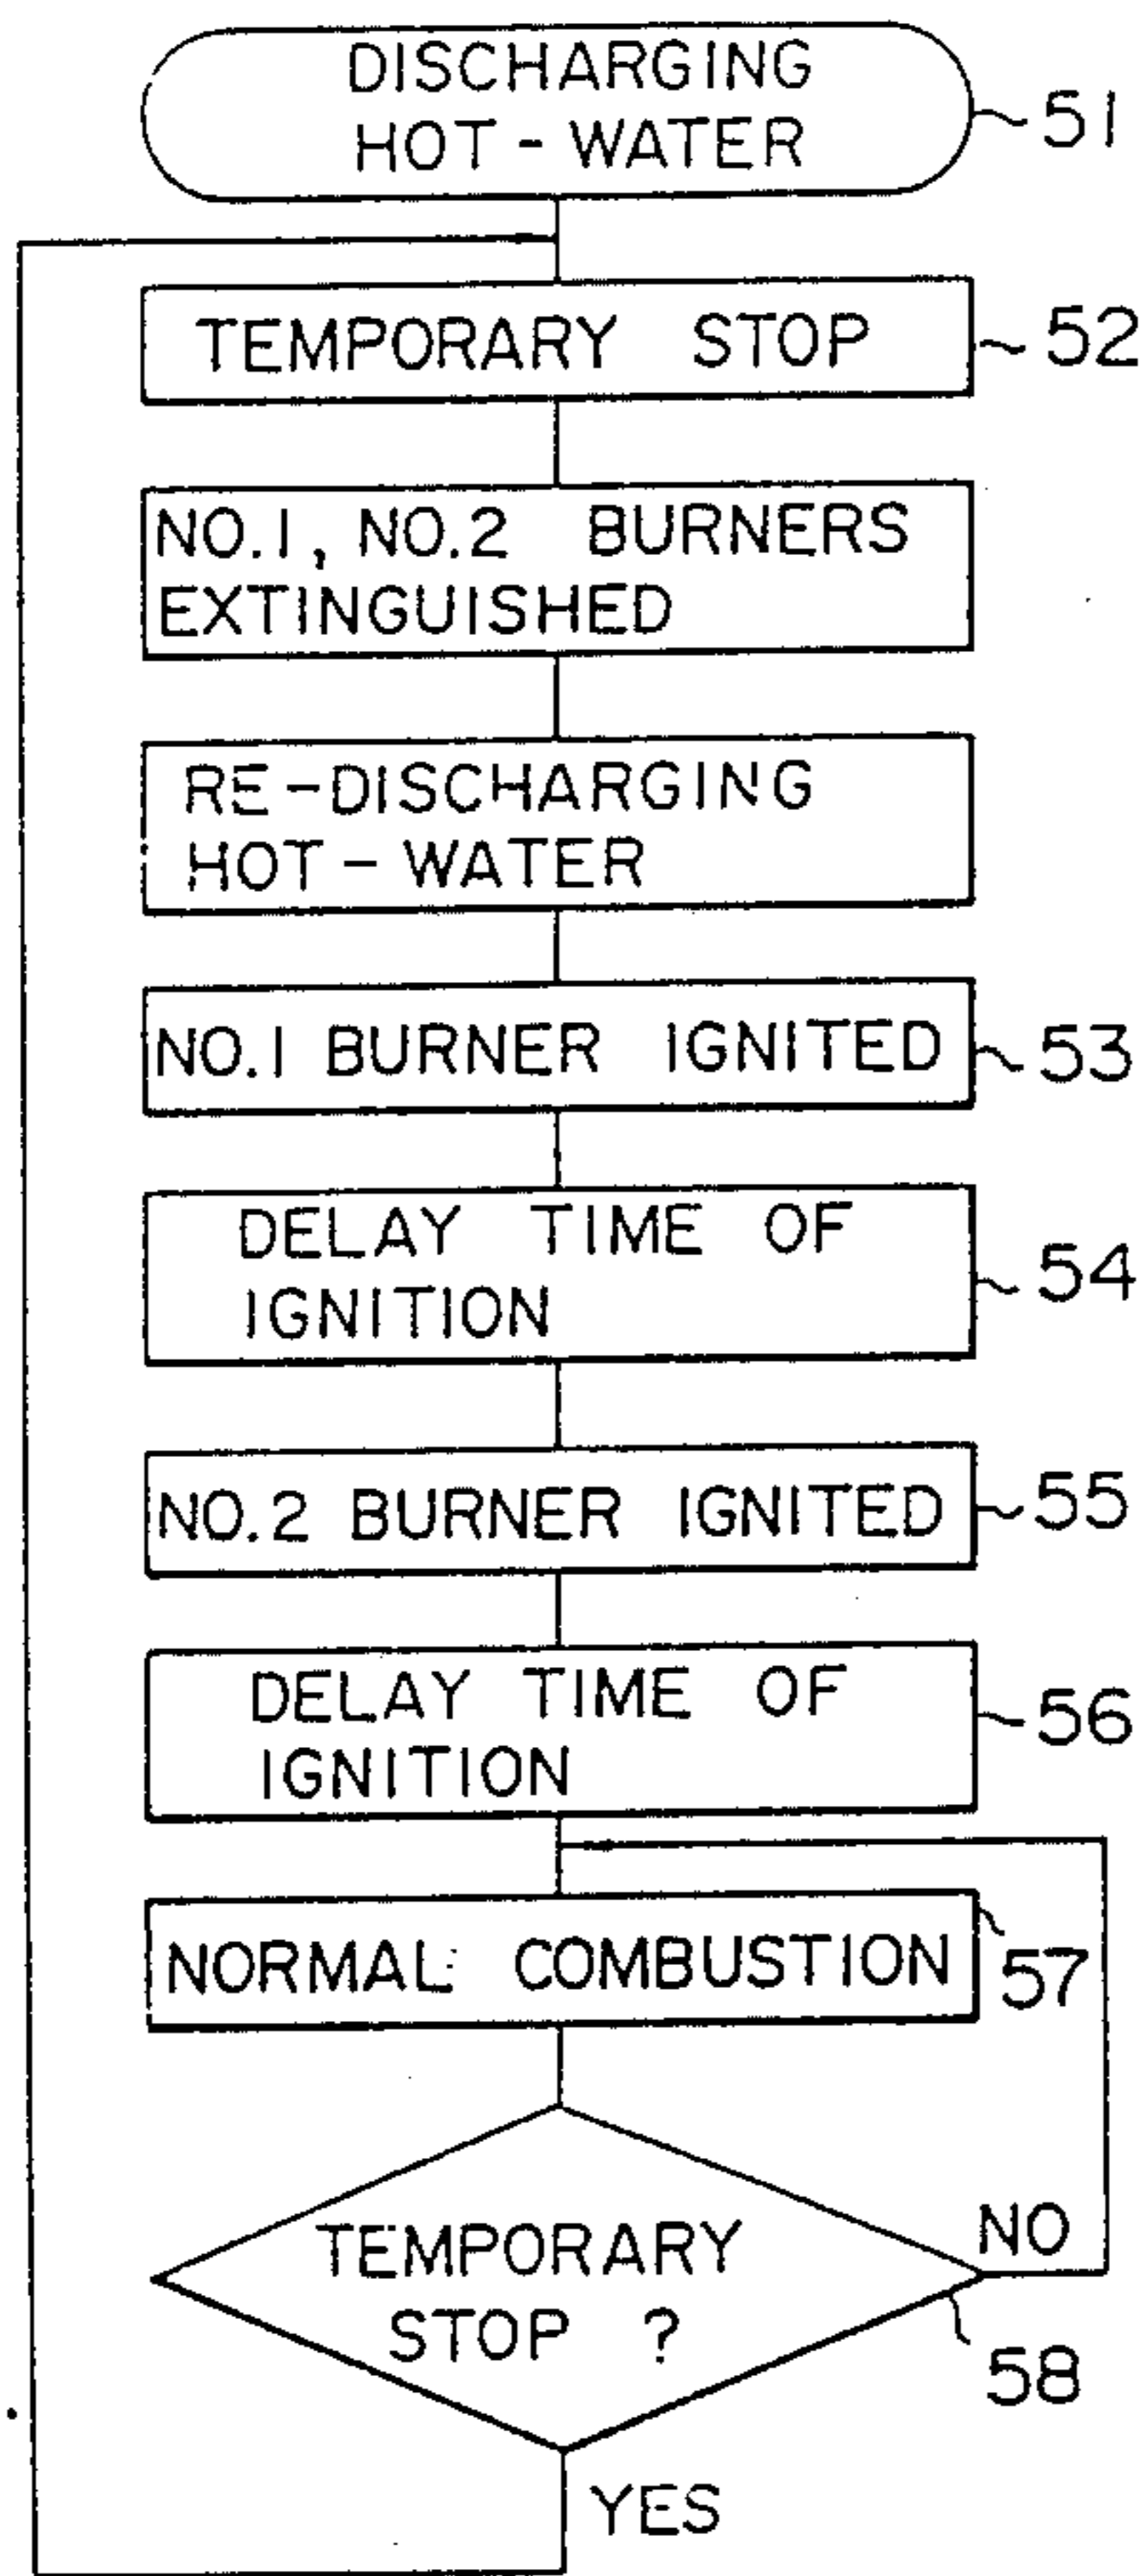 DISCHARGING
HOT-WATER
51
TEMPORARY STOP
52
NO.1, NO.2 BURNERS
EXTINGUISHED
RE-DISCHARGING
HOT-WATER
NO.1 BURNER IGNITED
53
DELAY TIME OF
IGNITION
54
NO.2 BURNER IGNITED
55
DELAY TIME OF
IGNITION
56
NORMAL COMBUSTION
57
TEMPORARY
STOP ?
NO
58
YES